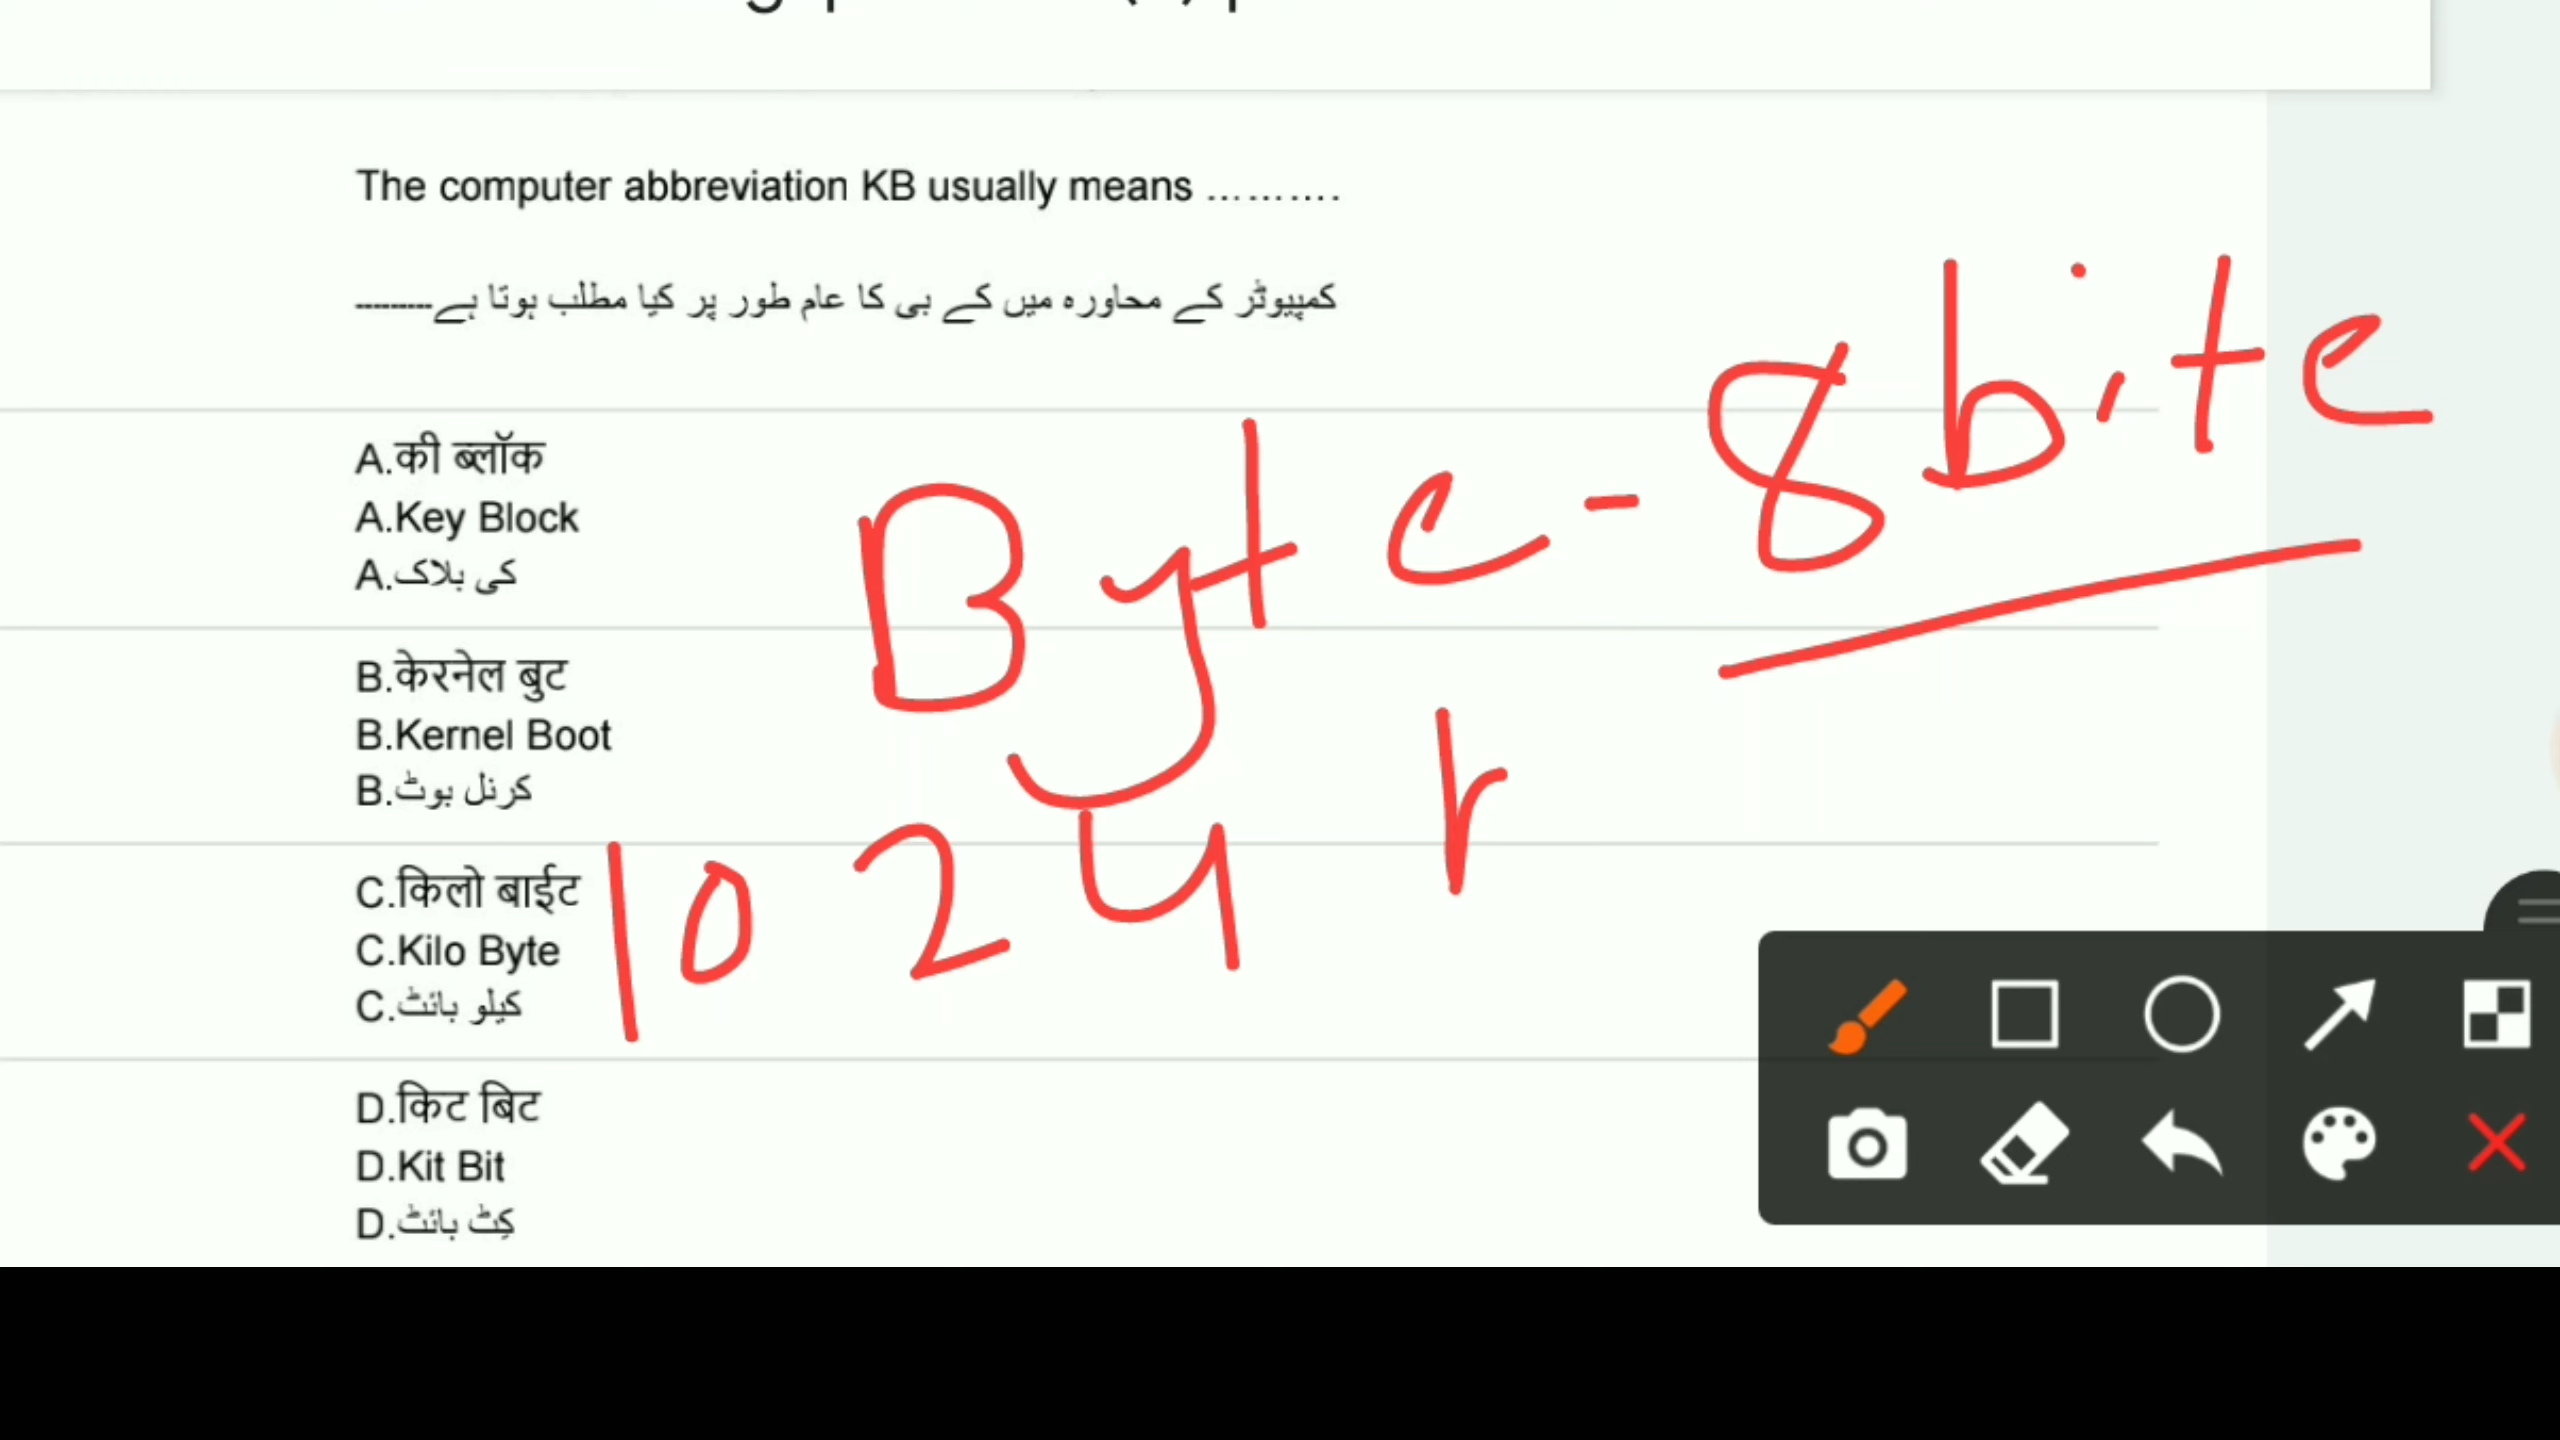 The computer abbreviation KB usually means ..........
کمپیوٹر کے محاورہ میں کے بی کا عام طور پر کیا مطلب ہوتا ہے---------
A.की ब्लॉक
A.Key Block
A.کی بلاک
B.केरनेल बुट
B.Kernel Boot
B.کرنل بوٹ
C.किलो बाईट
C.Kilo Byte
C.کیلو بائٹ
D.किट बिट
D.Kit Bit
D.کِٹ بائٹ
Byte - 8 bite
1024